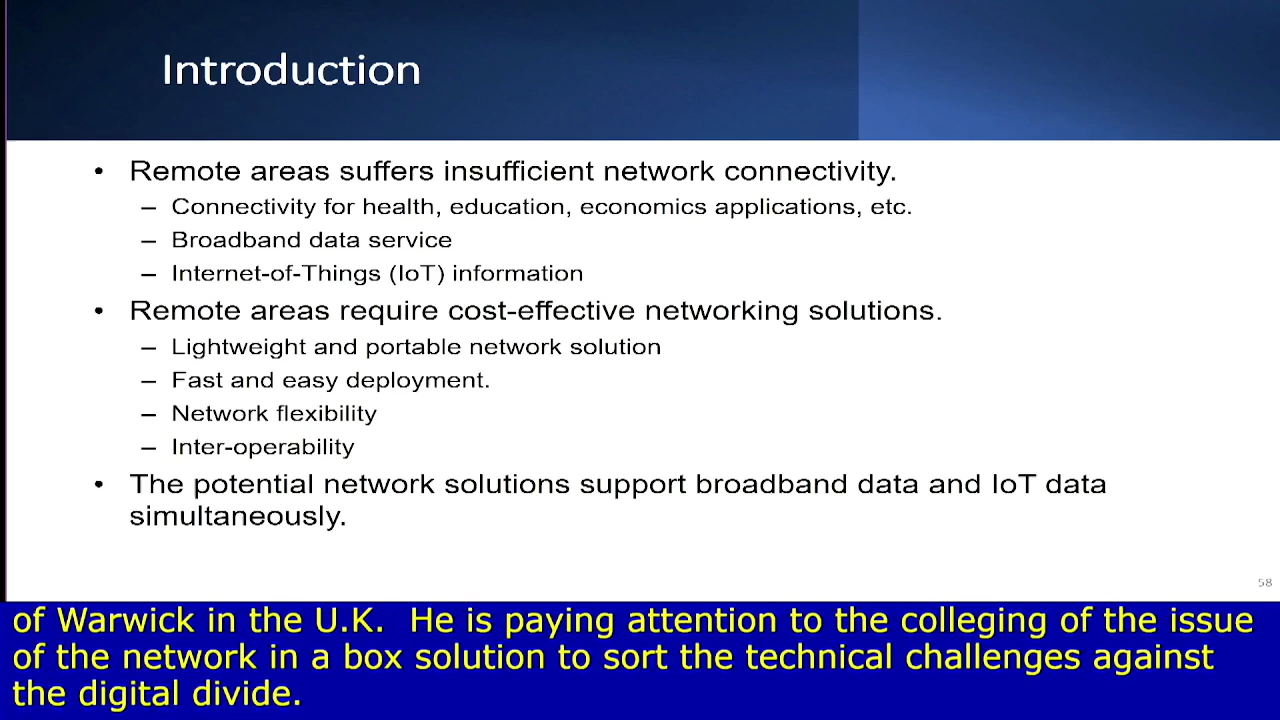 Introduction
• Remote areas suffers insufficient network connectivity.
– Connectivity for health, education, economics applications, etc.
– Broadband data service
– Internet-of-Things (IoT) information
• Remote areas require cost-effective networking solutions.
– Lightweight and portable network solution
– Fast and easy deployment.
– Network flexibility
– Inter-operability
• The potential network solutions support broadband data and IoT data
simultaneously.
58
of Warwick in the U.K.  He is paying attention to the colleging of the issue
of the network in a box solution to sort the technical challenges against
the digital divide.